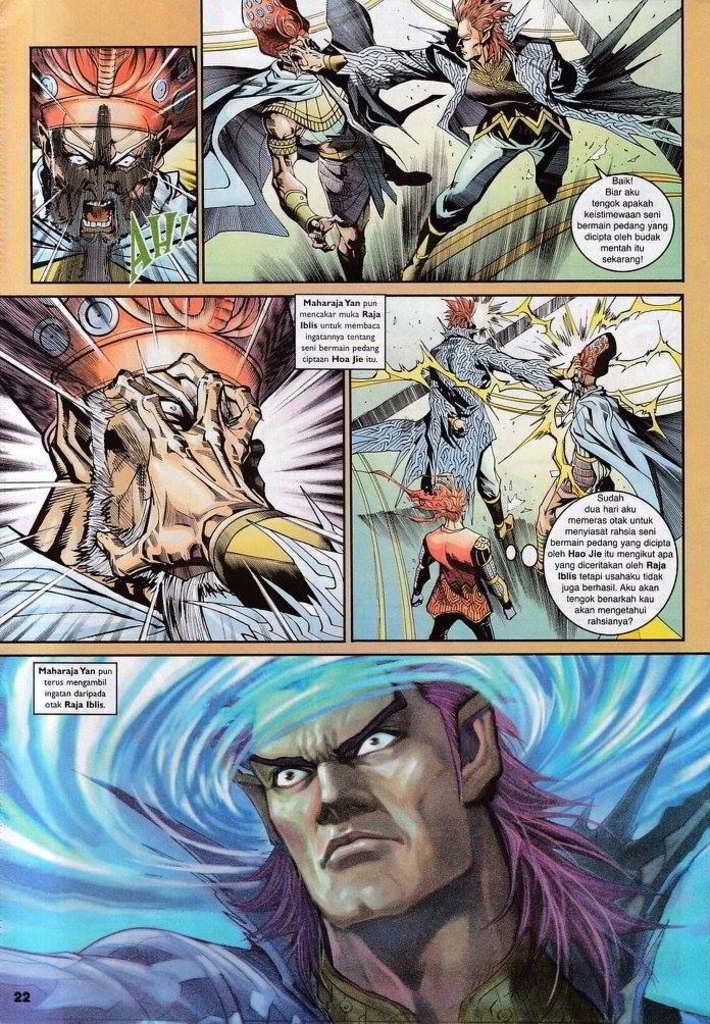 AH!
Baik!
Biar aku
tengok apakah
keistimewaan seni
bermain pedang yang
dicipta oleh budak
mentah itu
sekarang!
Maharaja Yan pun
mencakar muka Raja
Iblis untuk membaca
ingatannya tentang
seni bermain pedang
ciptaan Hoa Jie itu.
Sudah
dua hari aku
memeras otak untuk
menyiasat rahsia seni
bermain pedang yang dicipta
oleh Hao Jie itu mengikut apa
yang diceritakan oleh Raja
Iblis tetapi usahaku tidak
juga berhasil. Aku akan
tengok benarkah kau
akan mengetahui
rahsianya?
Maharaja Yan pun
terus mengambil
ingatan daripada
otak Raja Iblis.
22